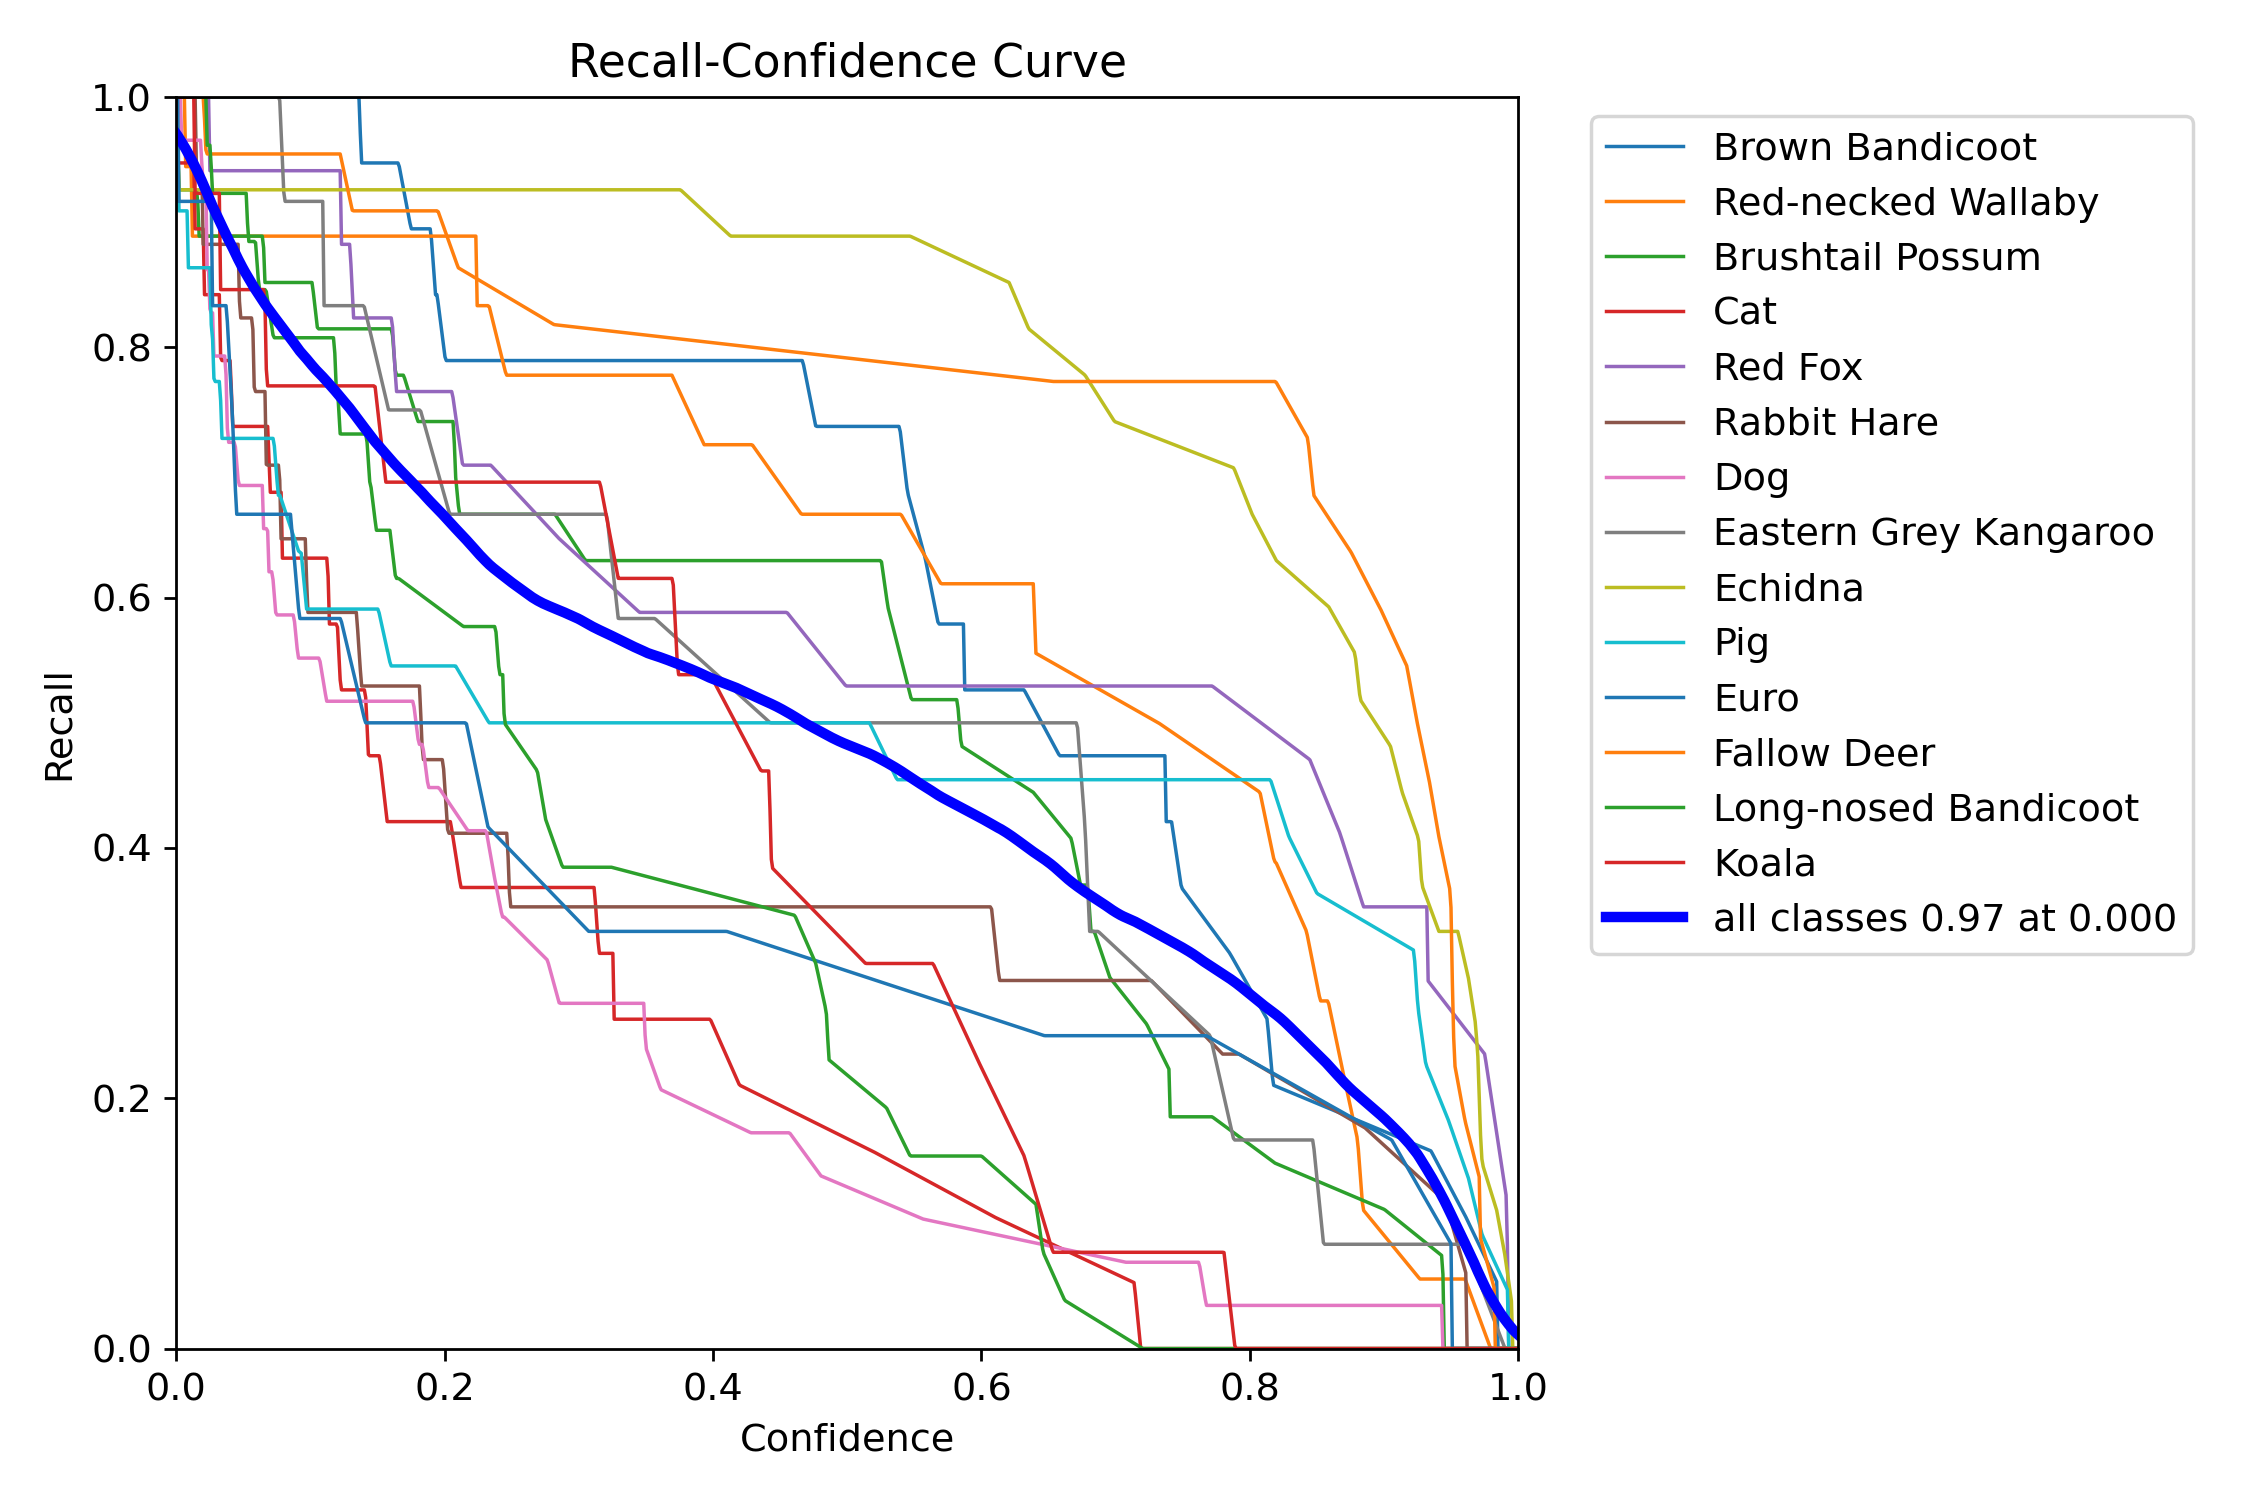 Recall-Confidence Curve
1.0
0.8
0.6
0.4
0.2
0.0
Recall
0.0 0.2 0.4 0.6 0.8 1.0
Confidence
Brown Bandicoot
Red-necked Wallaby
Brushtail Possum
Cat
Red Fox
Rabbit Hare
Dog
Eastern Grey Kangaroo
Echidna
Pig
Euro
Fallow Deer
Long-nosed Bandicoot
Koala
all classes 0.97 at 0.000